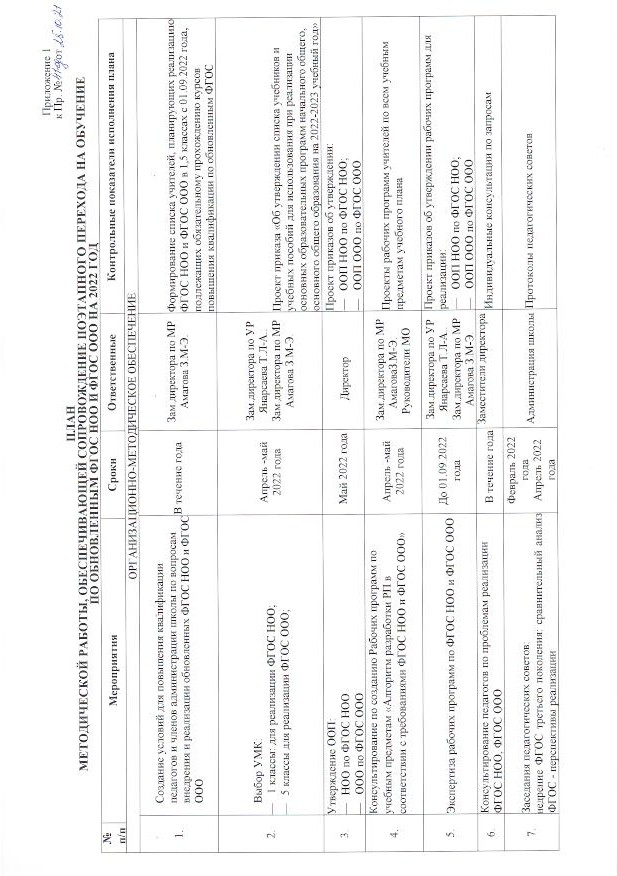 Приложение 1
к Пр. № от 25.10.21
ПЛАН
МЕТОДИЧЕСКОЙ РАБОТЫ, ОБЕСПЕЧИВАЮЩЕЙ СОПРОВОЖДЕНИЕ ПОЭТАПНОГО ПЕРЕХОДА НА ОБУЧЕНИЕ
ПО ОБНОВЛЕННЫМ ФГОС НОО И ФГОС ООО НА 2022 ГОД
№
п/п
Мероприятия
Сроки
Ответственные
Контрольные показатели исполнения плана
ОРГАНИЗАЦИОННО-МЕТОДИЧЕСКОЕ ОБЕСПЕЧЕНИЕ
1.
Создание условий для повышения квалификации
педагогов и членов администрации школы по вопросам
внедрения и реализации обновленных ФГОС НОО и ФГОС
ООО
В течение года
Зам.директора по МР
Амагова З.М-Э.
Формирование списка учителей, планирующих реализацию
ФГОС НОО и ФГОС ООО в 1,5 классах с 01.09 2022 года,
подлежащих обязательному прохождению курсов
повышения квалификации по обновленным ФГОС
2.
Выбор УМК
— 1 классы: для реализации ФГОС НОО;
5 классы для реализации ФГОС ООО;
Апрель -май
2022 года
Зам.директора по УР
Янарсаева Т.Л-А.
Зам.директора по МР
Амагова З М-Э
Проект приказа «Об утверждении списка учебников и
учебных пособий для использования при реализации
основных образовательных программ начального общего,
основного общего образования на 2022-2023 учебный год»
3
Утверждение ООП:
— НОО по ФГОС НОО
— ООО по ФГОС ООО
Май 2022 года
Директор
Проект приказов об утверждении:
— ООП НОО по ФГОС НОО;
— ОП ООО по ФГОС ООО
4.
Консультирование по созданию Рабочих программ по
учебным предметам «Алгоритм разработки РП в
соответствии с требованиями ФГОС НОО и ФГОС ООО»
Апрель -май
2022 года
Зам.директора по МР
АмаговаЗ.М-Э.
Руководители МО
Проекты рабочих программ учителей по всем учебным
предметам учебного плана
5.
Экспертиза рабочих программ по ФГОС НОО и ФГОС ООО
До 01.09 2022
года
Зам.директора по УР
Янарсаева Т.Л-А.
Зам.директора по МР
Амагова З М-Э
Проект приказов об утверждении рабочих программ для
реализации:
— ООП НОО по ФГОС НОО,
— ОП ООО по ФГОС ООО
6
Консультирование педагогов по проблемам реализации
ФГОС НОО, ФГОС ООО
В течение года
Заместители директора
Индивидуальные консультации по запросам
7.
Заседания педагогических советов:
недрение ФГОС третьего поколения: сравнительный анализ
ФГОС - перспективы реализации
Февраль 2022
года
Апрель 2022
года
Администрация школы
Протоколы педагогических советов